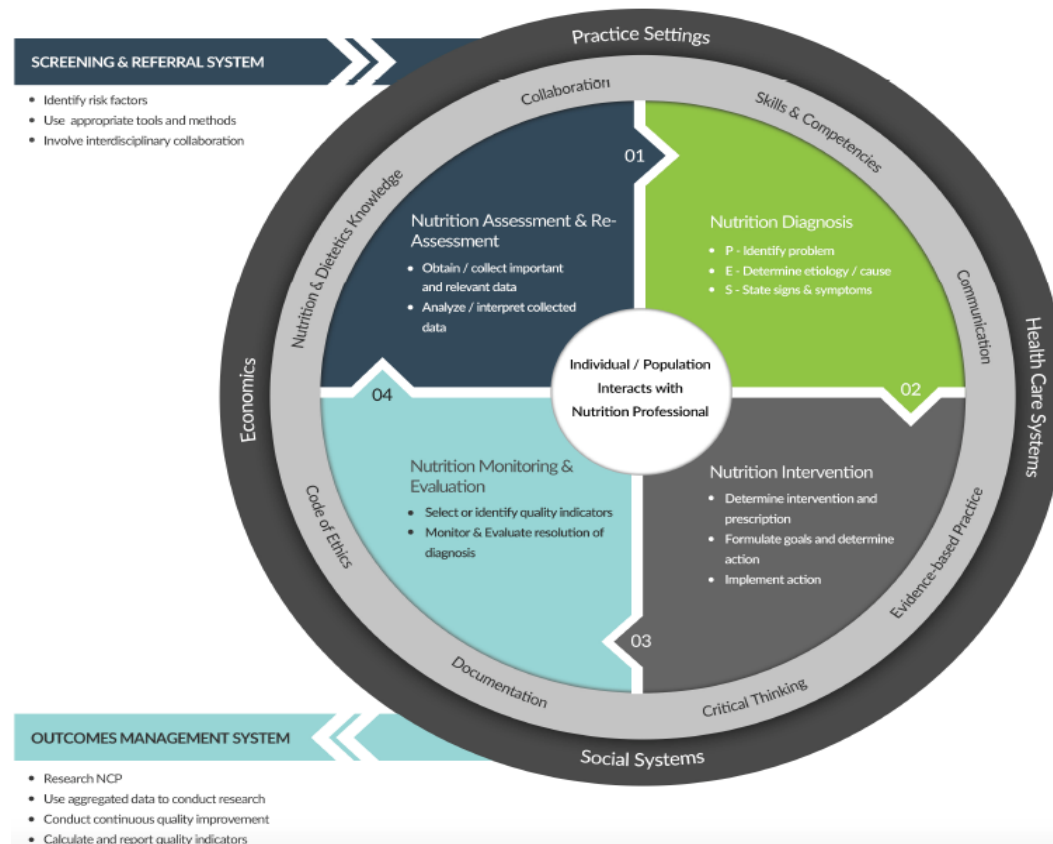 Practice Settings
SCREENING & REFERRAL SYSTEM
• Identify risk factors
• Use appropriate tools and methods
• Involve interdisciplinary collaboration
Collaboration
Skills & Competencies
Nutrition & Dietetics Knowledge
Communication
Economics
Health Care Systems
Code of Ethics
Evidence-based Practice
Documentation
Critical Thinking
Social Systems
01
Nutrition Assessment & Re-
Assessment
• Obtain / collect important
and relevant data
• Analyze / interpret collected
data
Nutrition Diagnosis
• P - Identify problem
• E - Determine etiology / cause
• S - State signs & symptoms
02
Individual / Population
Interacts with
Nutrition Professional
04
Nutrition Monitoring &
Evaluation
• Select or identify quality indicators
• Monitor & Evaluate resolution of
diagnosis
Nutrition Intervention
• Determine intervention and
prescription
• Formulate goals and determine
action
• Implement action
03
OUTCOMES MANAGEMENT SYSTEM
• Research NCP
• Use aggregated data to conduct research
• Conduct continuous quality improvement
• Calculate and report quality indicators